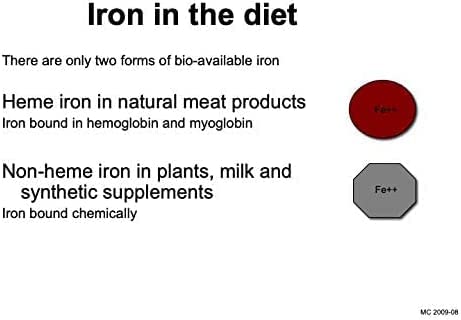 Iron in the diet
There are only two forms of bio-available iron
Heme iron in natural meat products
Iron bound in hemoglobin and myoglobin
Fe++
Non-heme iron in plants, milk and
synthetic supplements
Fe++
Iron bound chemically
MC 2009-08